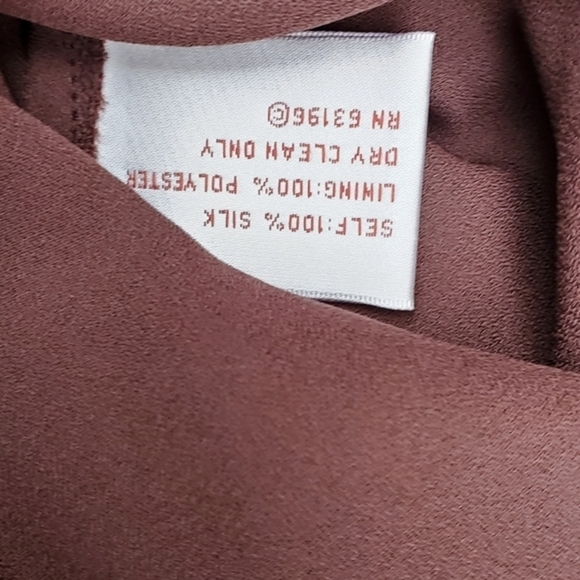 SELF:100% SILK
LINING:100% POLYESTER
DRY CLEAN ONLY
RN 63196©